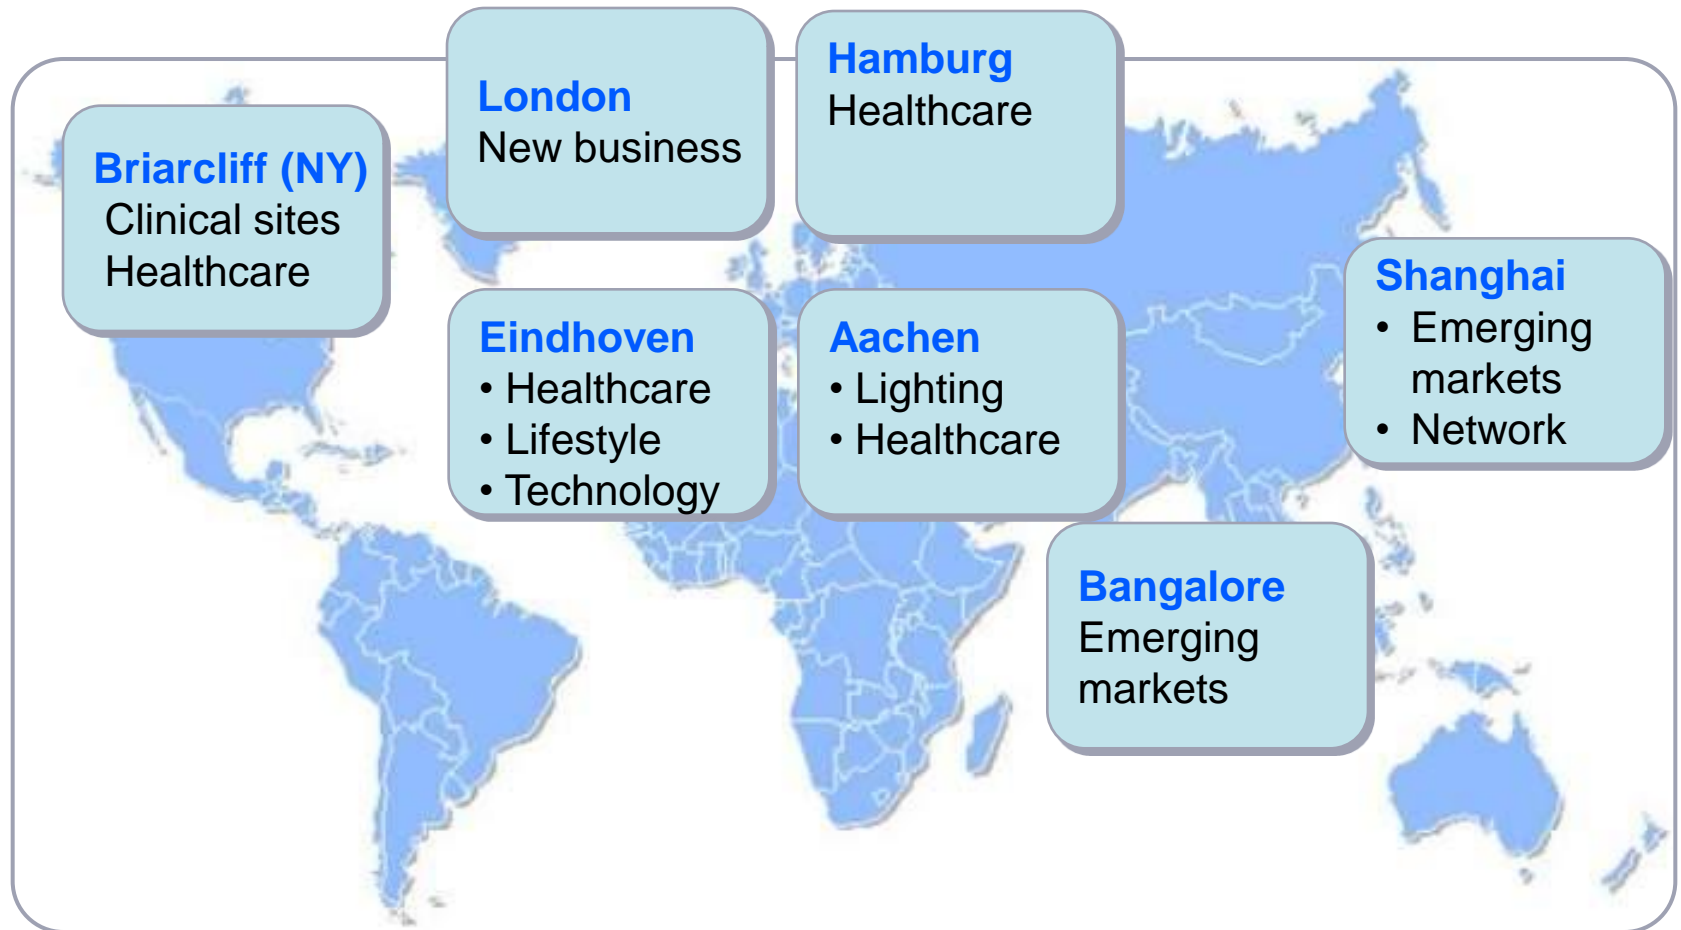 London
New business
Hamburg
Healthcare
Briarcliff (NY)
Clinical sites
Healthcare
Eindhoven
• Healthcare
• Lifestyle
• Technology
Aachen
• Lighting
• Healthcare
Shanghai
• Emerging
markets
• Network
Bangalore
Emerging
markets